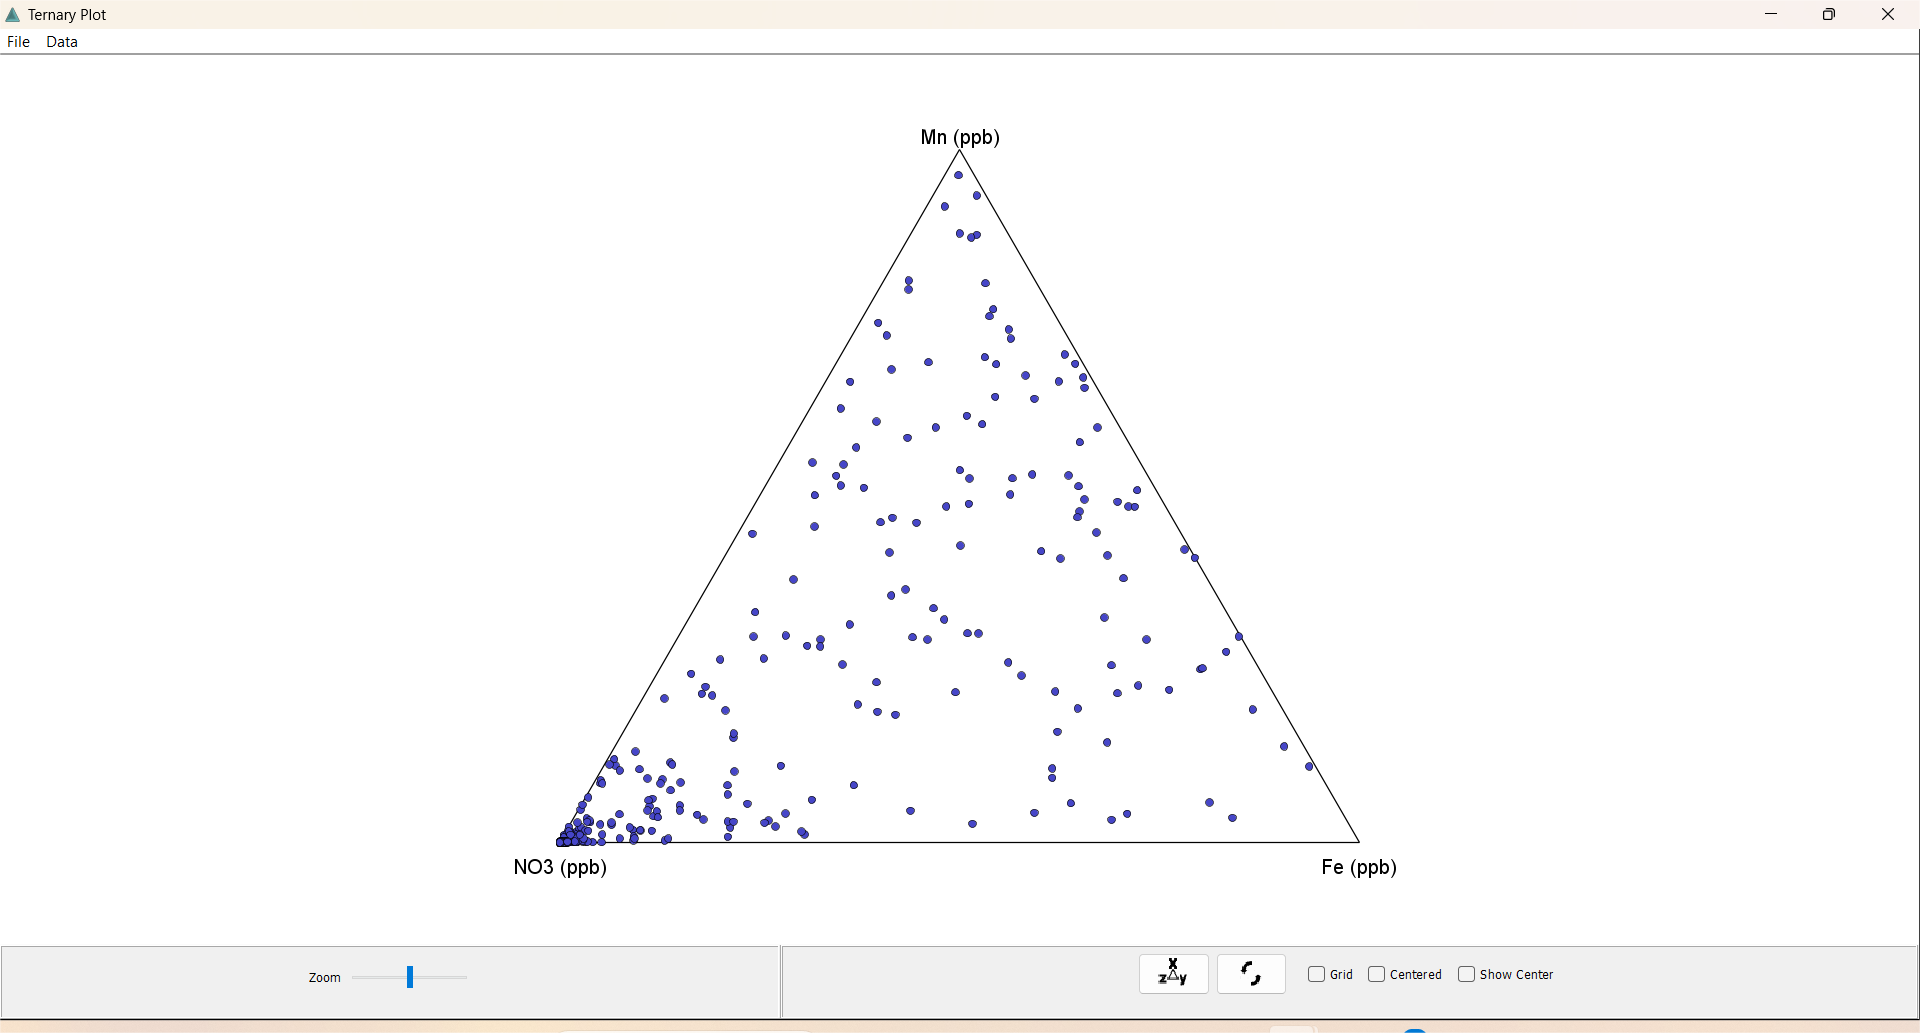 Ternary Plot
File Data
Mn (ppb)
NO3 (ppb)
Fe (ppb)
Zoom
X
z y
Grid
Centered
Show Center